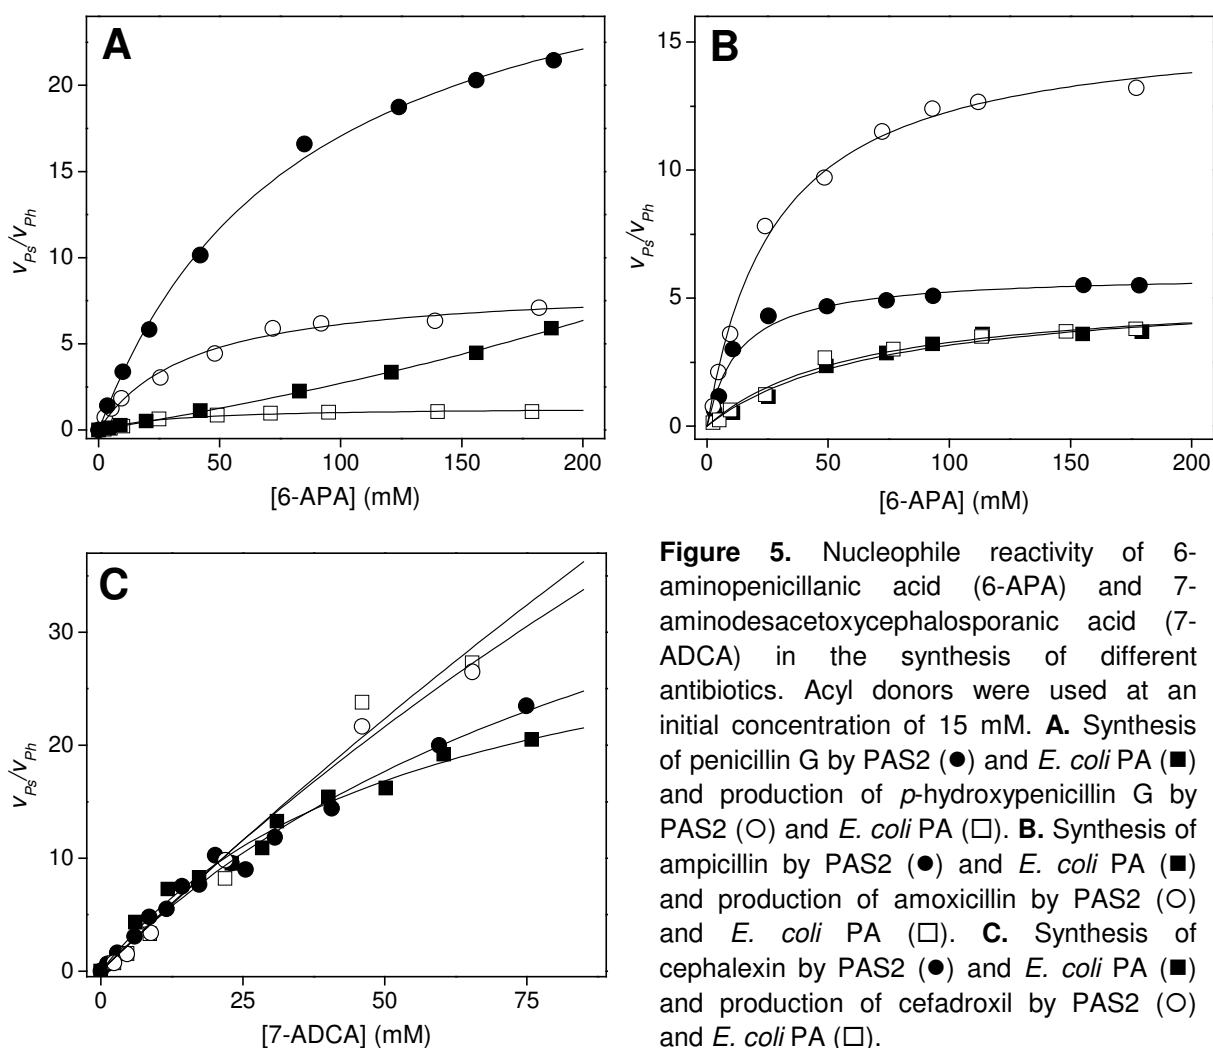 A
20
15
10
5
0
v_Ps/v_Ph
0 50 100 150 200
[6-APA] (mM)
B
15
10
5
0
v_Ps/v_Ph
0 50 100 150 200
[6-APA] (mM)
C
30
20
10
0
v_Ps/v_Ph
0 25 50 75
[7-ADCA] (mM)
Figure 5. Nucleophile reactivity of 6-
aminopenicillanic acid (6-APA) and 7-
aminodesacetoxycephalosporanic acid (7-
ADCA) in the synthesis of different
antibiotics. Acyl donors were used at an
initial concentration of 15 mM. A. Synthesis
of penicillin G by PAS2 (●) and E. coli PA (■)
and production of p-hydroxypenicillin G by
PAS2 (○) and E. coli PA (□). B. Synthesis of
ampicillin by PAS2 (●) and E. coli PA (■)
and production of amoxicillin by PAS2 (○)
and E. coli PA (□). C. Synthesis of
cephalexin by PAS2 (●) and E. coli PA (■)
and production of cefadroxil by PAS2 (○)
and E. coli PA (□).